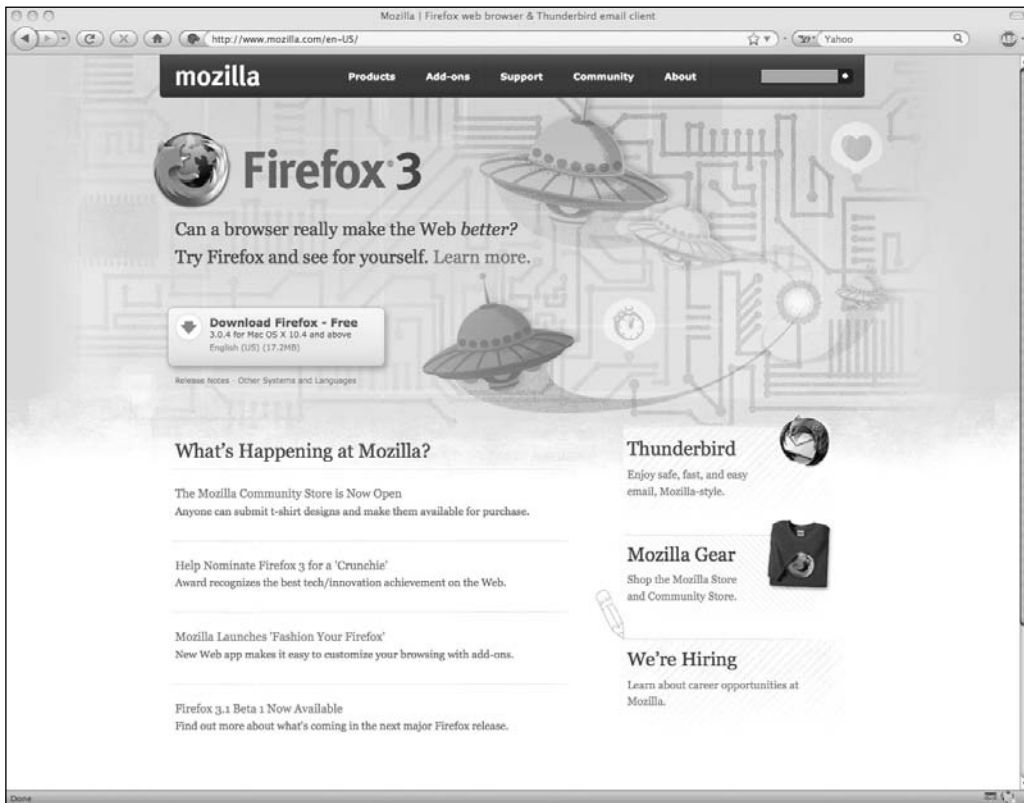 Mozilla | Firefox web browser & Thunderbird email client
http://www.mozilla.com/en-US/
Yahoo
mozilla
Products
Add-ons
Support
Community
About
Firefox 3
Can a browser really make the Web better?
Try Firefox and see for yourself. Learn more.
Download Firefox - Free
3.0.4 for Mac OS X 10.4 and above
English (US) (17.2MB)
Release Notes - Other Systems and Languages
What's Happening at Mozilla?
The Mozilla Community Store is Now Open
Anyone can submit t-shirt designs and make them available for purchase.
Help Nominate Firefox 3 for a 'Crunchie'
Award recognizes the best tech/innovation achievement on the Web.
Mozilla Launches 'Fashion Your Firefox'
New Web app makes it easy to customize your browsing with add-ons.
Firefox 3.1 Beta 1 Now Available
Find out more about what's coming in the next major Firefox release.
Thunderbird
Enjoy safe, fast, and easy
email, Mozilla-style.
Mozilla Gear
Shop the Mozilla Store
and Community Store.
We're Hiring
Learn about career opportunities at
Mozilla.
Done